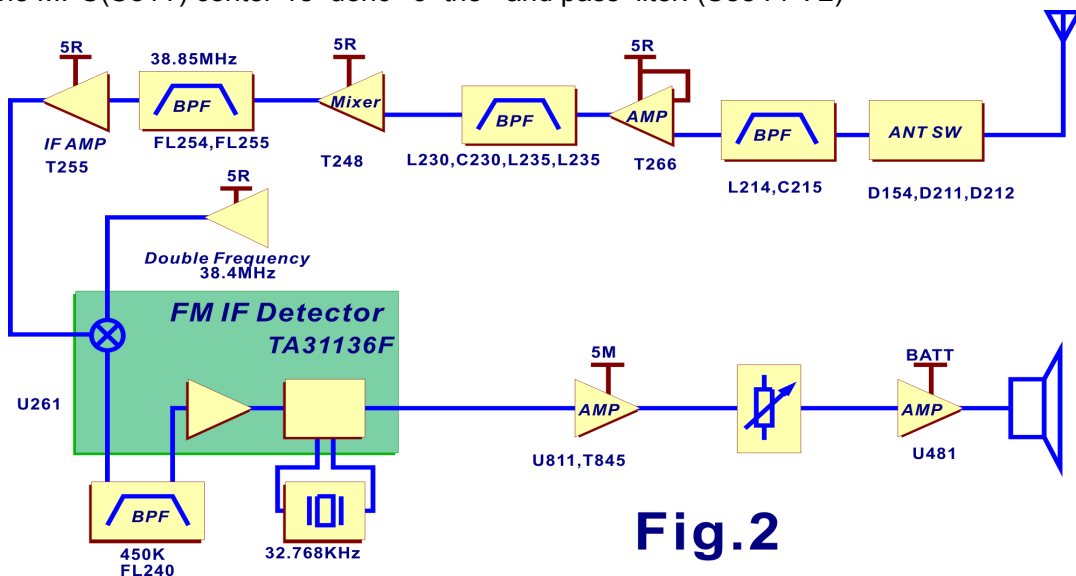 5R
38.85MHz
5R
5R
BPF
Mixer
BPF
AMP
BPF
ANT SW
IF AMP
T255
FL254,FL255
T248
L230,C230,L235,L235
T266
L214,C215
D154,D211,D212
5R
Double Frequency
38.4MHz
FM IF Detector
TA31136F
U261
5M
BATT
AMP
AMP
U811,T845
U481
BPF
450K
FL240
32.768KHz
Fig.2